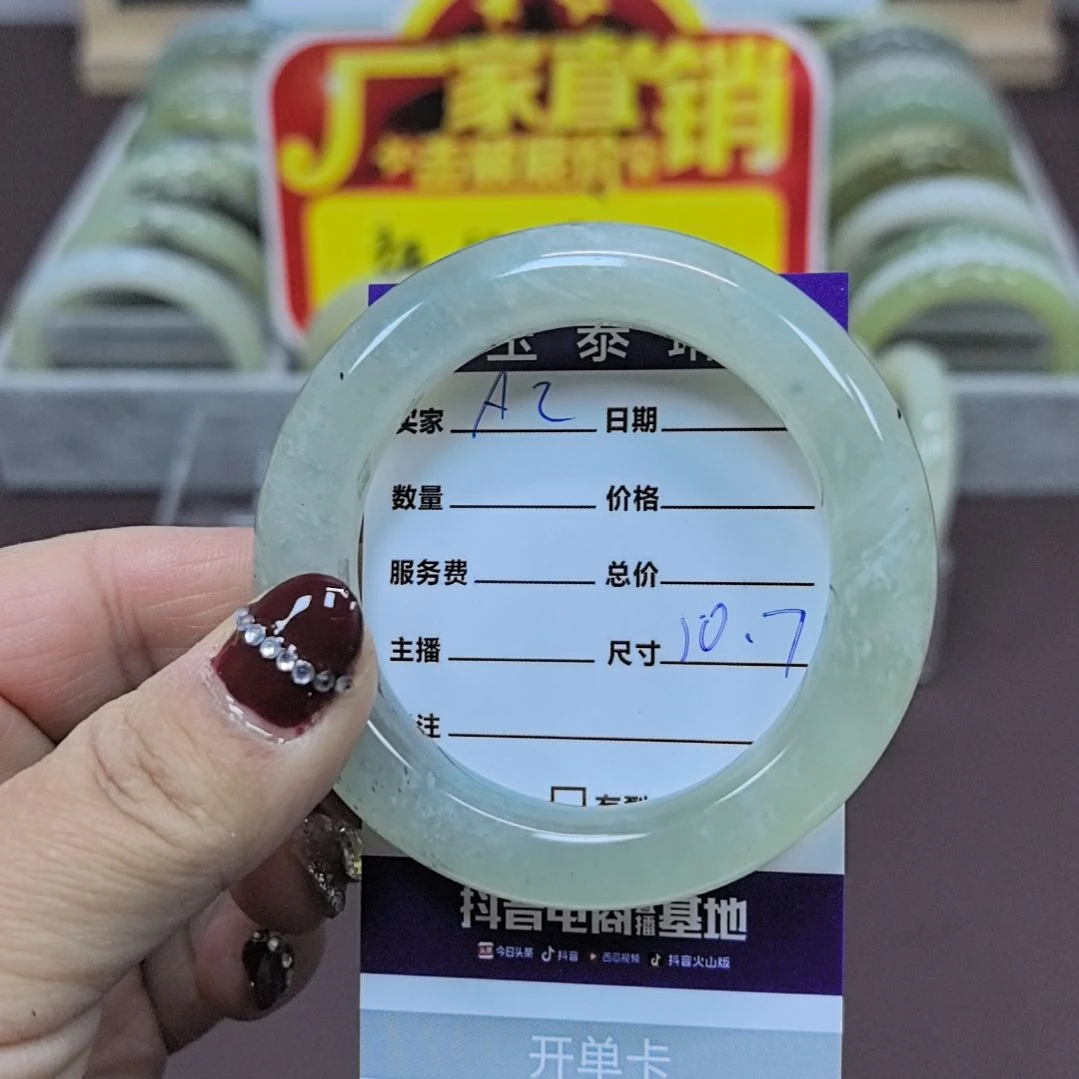 厂家直销
泰
买家 A2 日期
数量 价格
服务费 总价
主播 尺寸 10.7
注
抖音电商直播基地
今日头条 抖音 西瓜视频 抖音火山版
开单卡